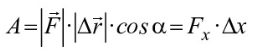 A = |F⃗| · |Δr⃗| · cos α = Fₓ · Δx